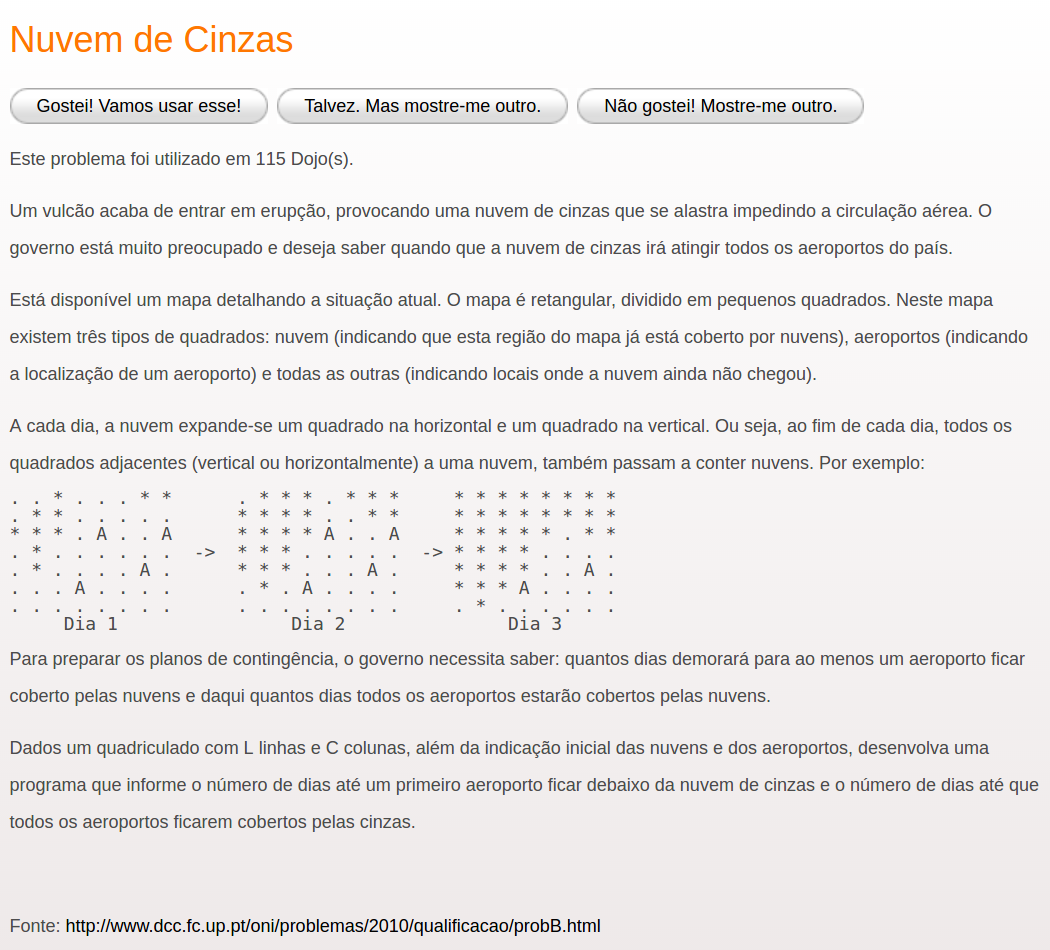 Nuvem de Cinzas
Gostei! Vamos usar esse! Talvez. Mas mostre-me outro. Não gostei! Mostre-me outro.
Este problema foi utilizado em 115 Dojo(s).
Um vulcão acaba de entrar em erupção, provocando uma nuvem de cinzas que se alastra impedindo a circulação aérea. O
governo está muito preocupado e deseja saber quando que a nuvem de cinzas irá atingir todos os aeroportos do país.
Está disponível um mapa detalhando a situação atual. O mapa é retangular, dividido em pequenos quadrados. Neste mapa
existem três tipos de quadrados: nuvem (indicando que esta região do mapa já está coberto por nuvens), aeroportos (indicando
a localização de um aeroporto) e todas as outras (indicando locais onde a nuvem ainda não chegou).
A cada dia, a nuvem expande-se um quadrado na horizontal e um quadrado na vertical. Ou seja, ao fim de cada dia, todos os
quadrados adjacentes (vertical ou horizontalmente) a uma nuvem, também passam a conter nuvens. Por exemplo:
. . * . . . * *      . * * * . * * *     * * * * * * * *
. * * . . . . .      * * * * . . * *     * * * * * * * *
* * * . A . . A      * * * * A . . A     * * * * * . * *
. * . . . . . .  ->  * * * . . . . .  -> * * * * . . . .
. * . . . . A .      * * * . . . A .     * * * * . . A .
. . . A . . . .      . * . A . . . .     * * * A . . . .
. . . . . . . .      . . . . . . . .     . * . . . . . .
Dia 1                Dia 2               Dia 3
Para preparar os planos de contingência, o governo necessita saber: quantos dias demorará para ao menos um aeroporto ficar
coberto pelas nuvens e daqui quantos dias todos os aeroportos estarão cobertos pelas nuvens.
Dados um quadriculado com L linhas e C colunas, além da indicação inicial das nuvens e dos aeroportos, desenvolva uma
programa que informe o número de dias até um primeiro aeroporto ficar debaixo da nuvem de cinzas e o número de dias até que
todos os aeroportos ficarem cobertos pelas cinzas.
Fonte: http://www.dcc.fc.up.pt/oni/problemas/2010/qualificacao/probB.html